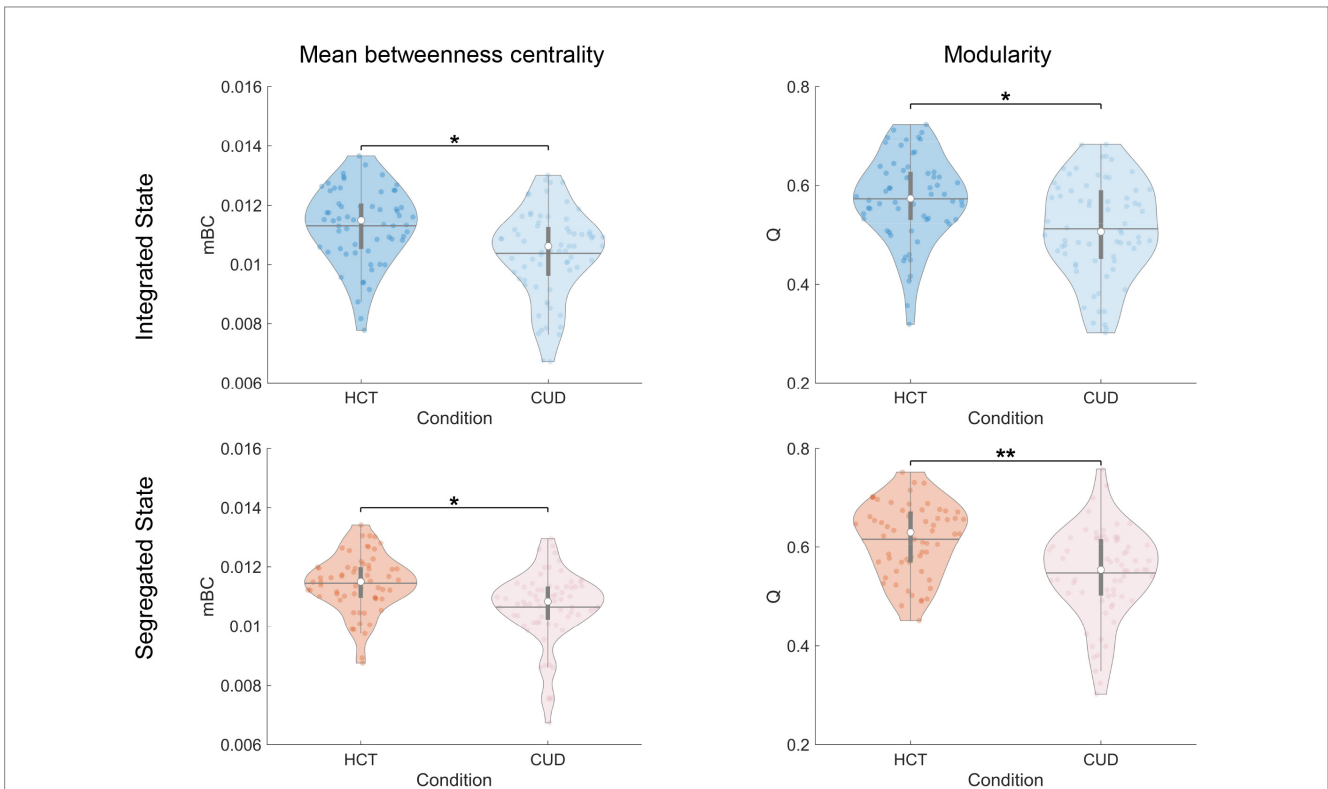 Mean betweenness centrality
Modularity
Integrated State
0.016
0.014
0.012
0.01
0.008
0.006
mBC
*
HCT
CUD
Condition
0.8
0.6
0.4
0.2
Q
*
HCT
CUD
Condition
Segregated State
0.016
0.014
0.012
0.01
0.008
0.006
mBC
*
HCT
CUD
Condition
0.8
0.6
0.4
0.2
Q
**
HCT
CUD
Condition